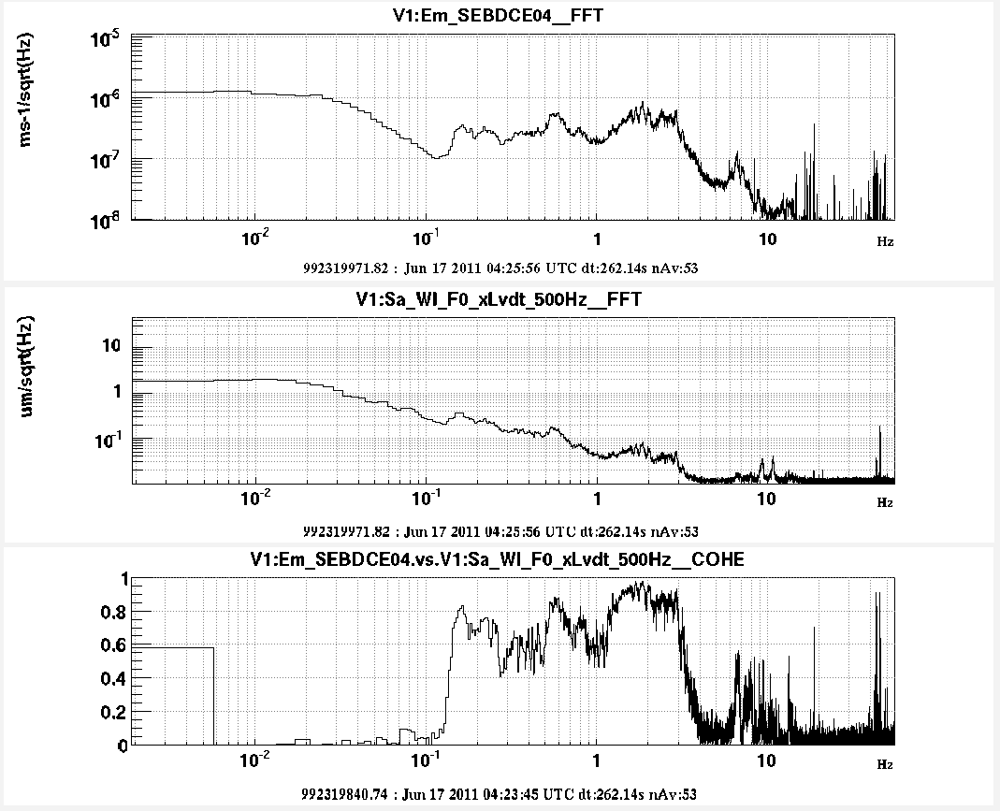 V1:Em_SEBDCE04__FFT
ms-1/sqrt(Hz)
10-5
10-6
10-7
10-8
10-2 10-1 1 10 Hz
992319971.82 : Jun 17 2011 04:25:56 UTC dt:262.14s nAv:53
V1:Sa_WI_F0_xLvdt_500Hz__FFT
um/sqrt(Hz)
10
1
10-1
10-2 10-1 1 10 Hz
992319971.82 : Jun 17 2011 04:25:56 UTC dt:262.14s nAv:53
V1:Em_SEBDCE04.vs.V1:Sa_WI_F0_xLvdt_500Hz__COHE
1
0.8
0.6
0.4
0.2
0
10-2 10-1 1 10 Hz
992319840.74 : Jun 17 2011 04:23:45 UTC dt:262.14s nAv:53